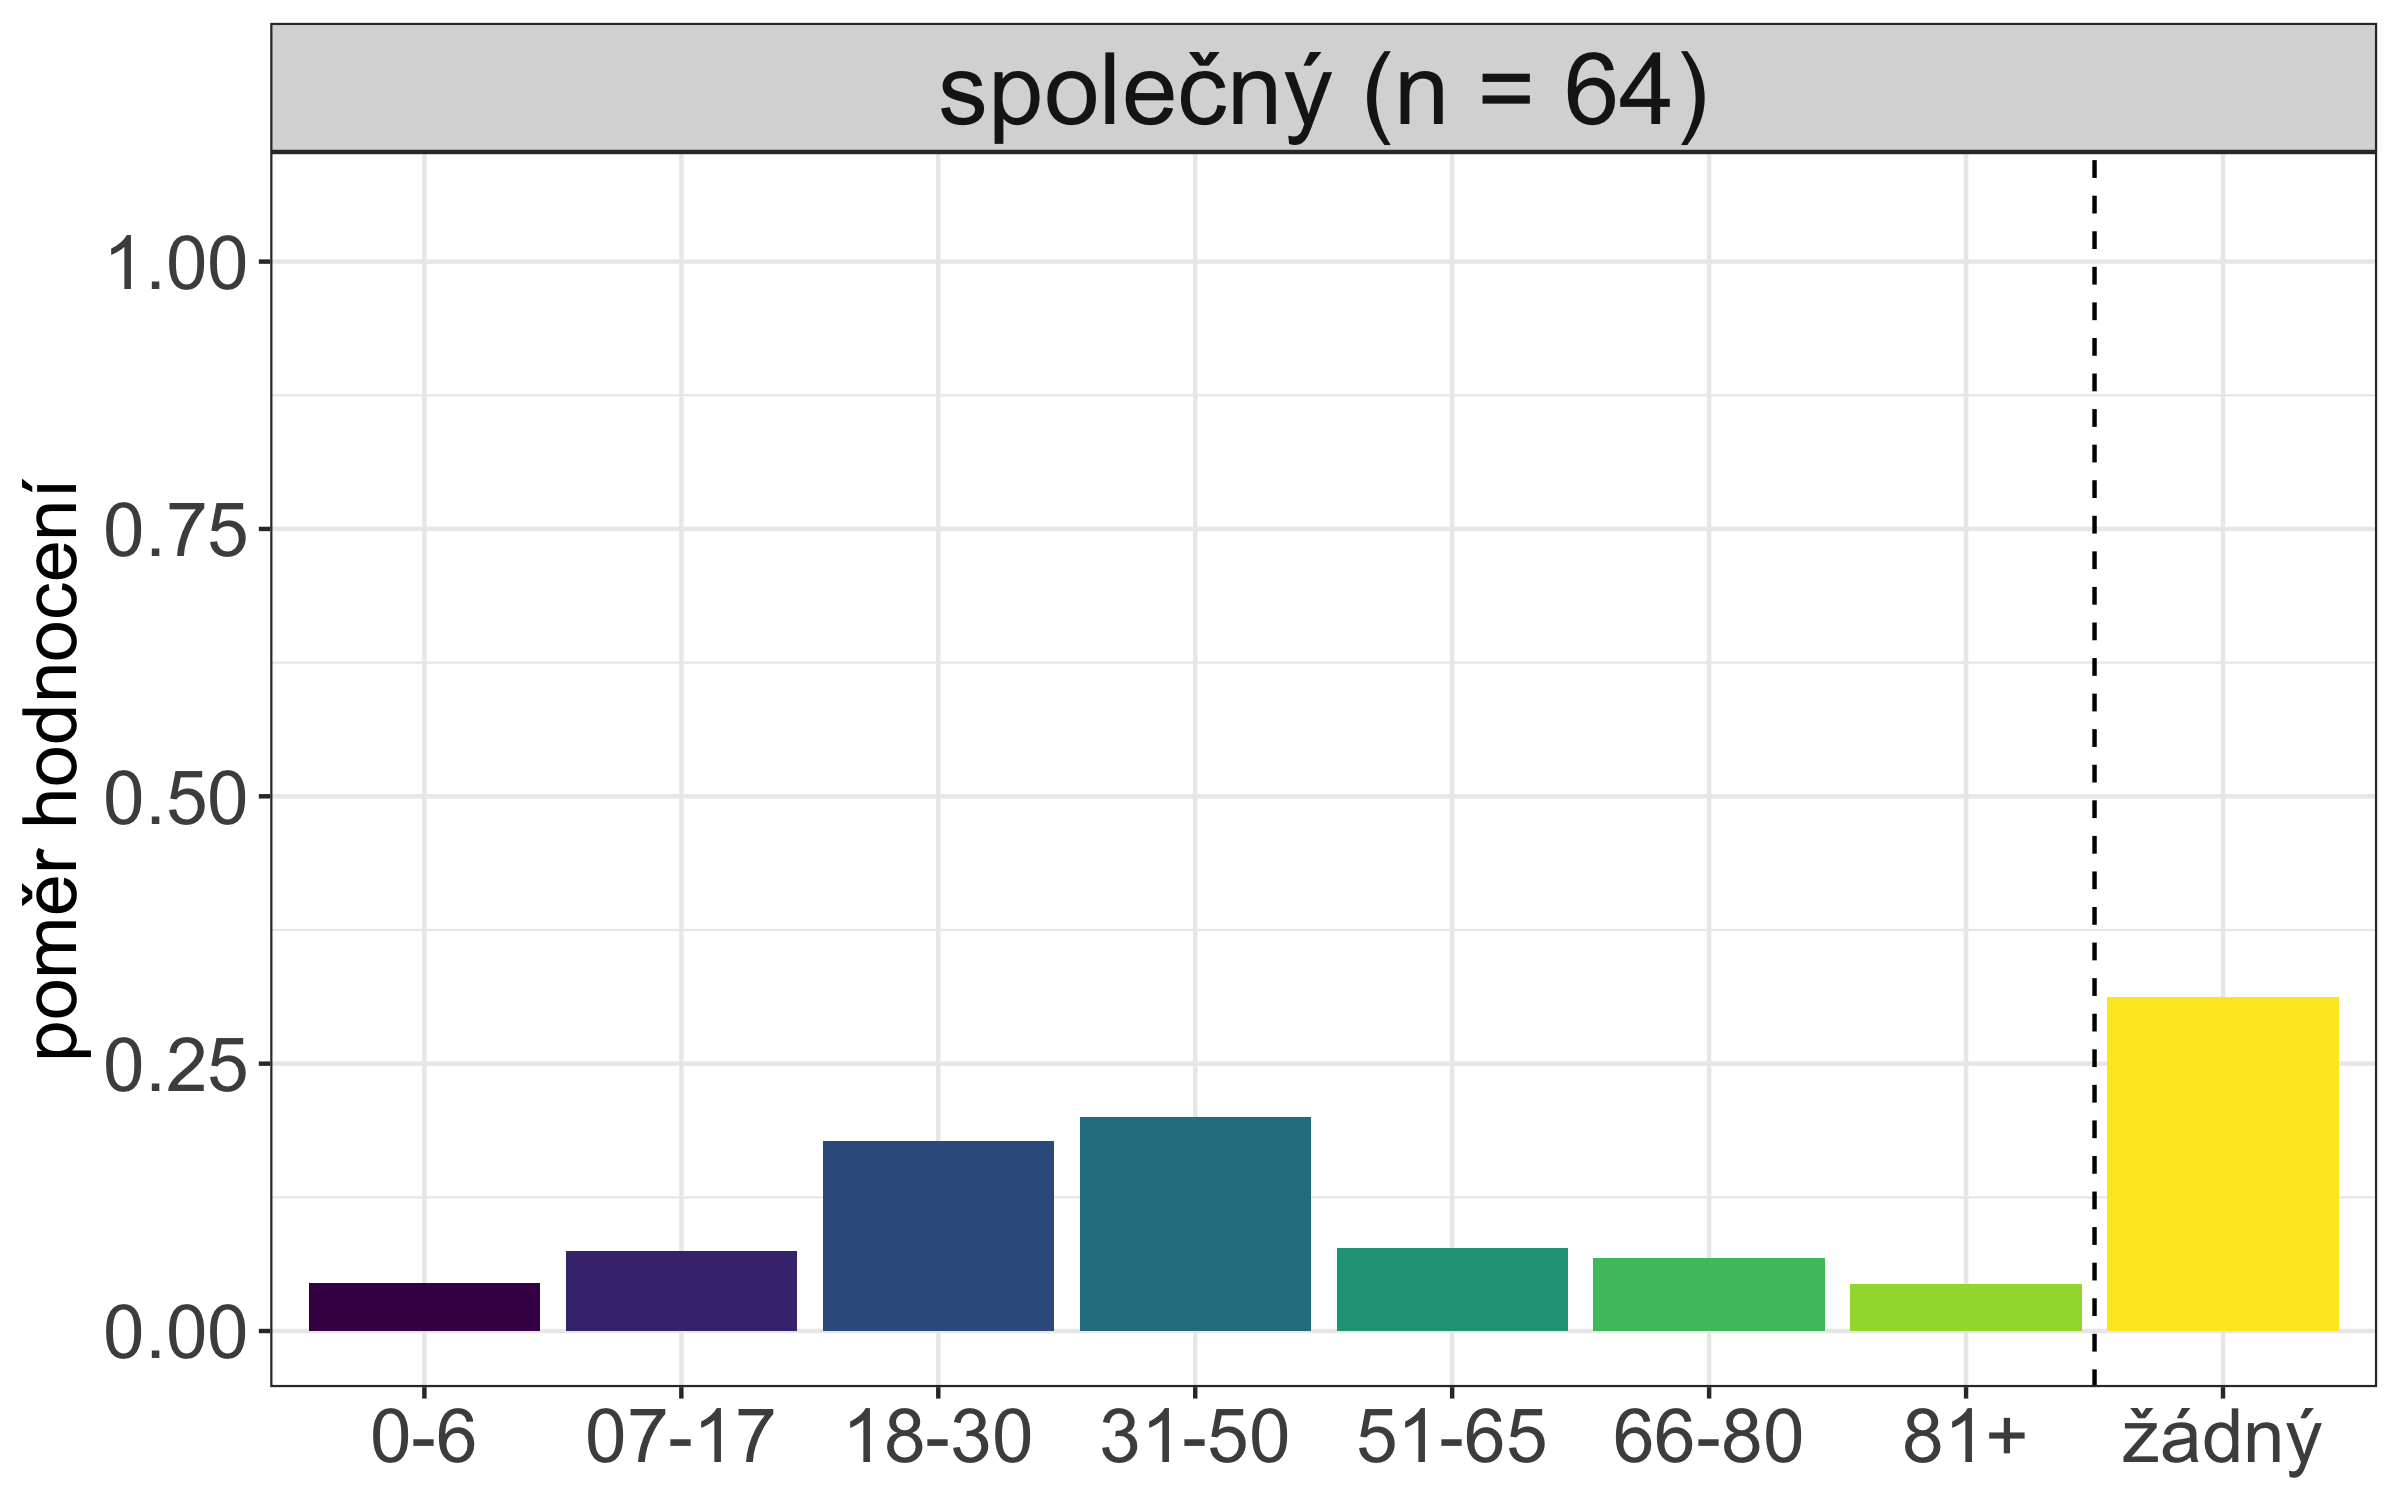 společný (n = 64)
poměr hodnocení
1.00
0.75
0.50
0.25
0.00
0-6 07-17 18-30 31-50 51-65 66-80 81+ žádný